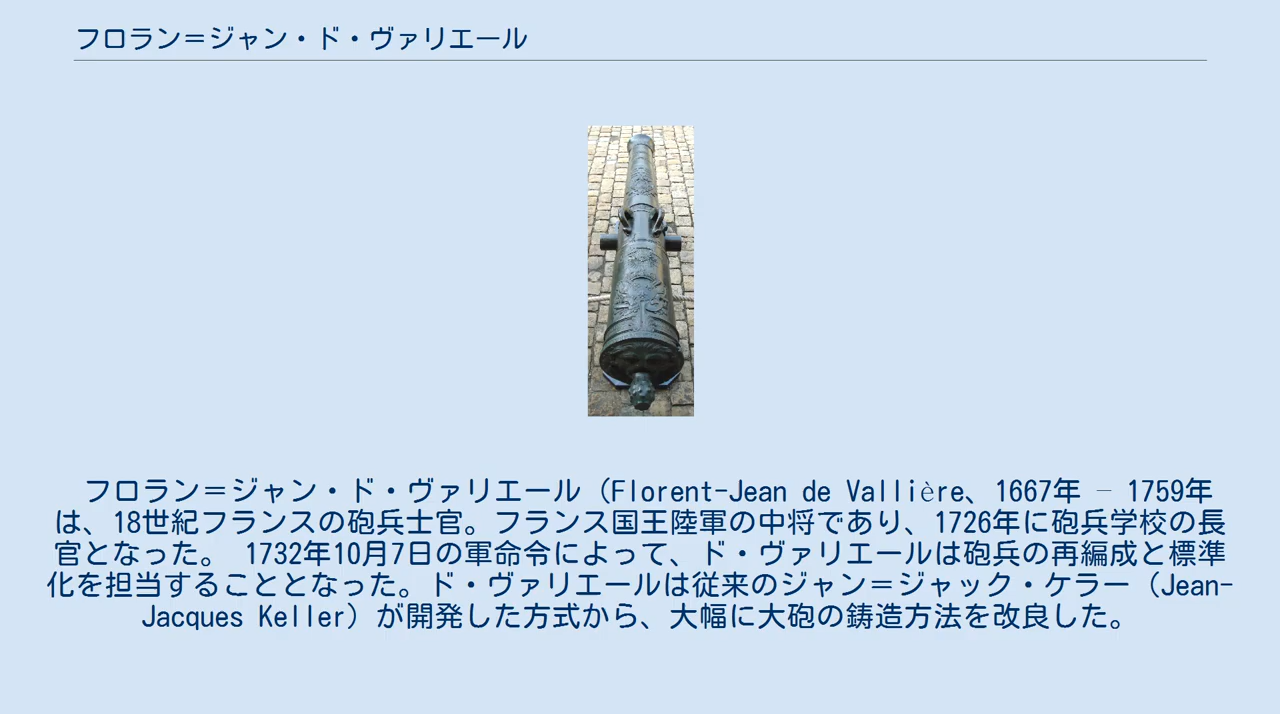 フロラン＝ジャン・ド・ヴァリエール
フロラン＝ジャン・ド・ヴァリエール（Florent-Jean de Vallière、1667年 – 1759年
は、18世紀フランスの砲兵士官。フランス国王陸軍の中将であり、1726年に砲兵学校の長
官となった。 1732年10月7日の軍命令によって、ド・ヴァリエールは砲兵の再編成と標準
化を担当することとなった。ド・ヴァリエールは従来のジャン＝ジャック・ケラー（Jean-
Jacques Keller）が開発した方式から、大幅に大砲の鋳造方法を改良した。